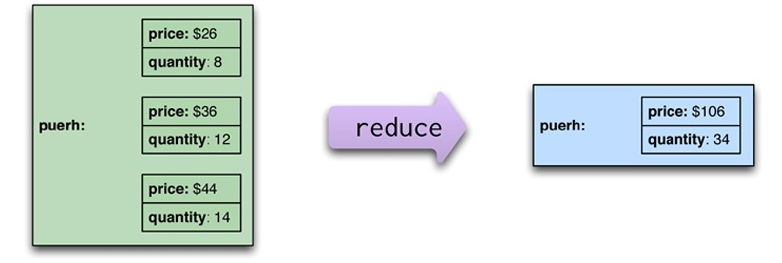 price: $26
quantity: 8
price: $36
puerh:
quantity: 12
price: $44
quantity: 14
reduce
puerh:
price: $106
quantity: 34